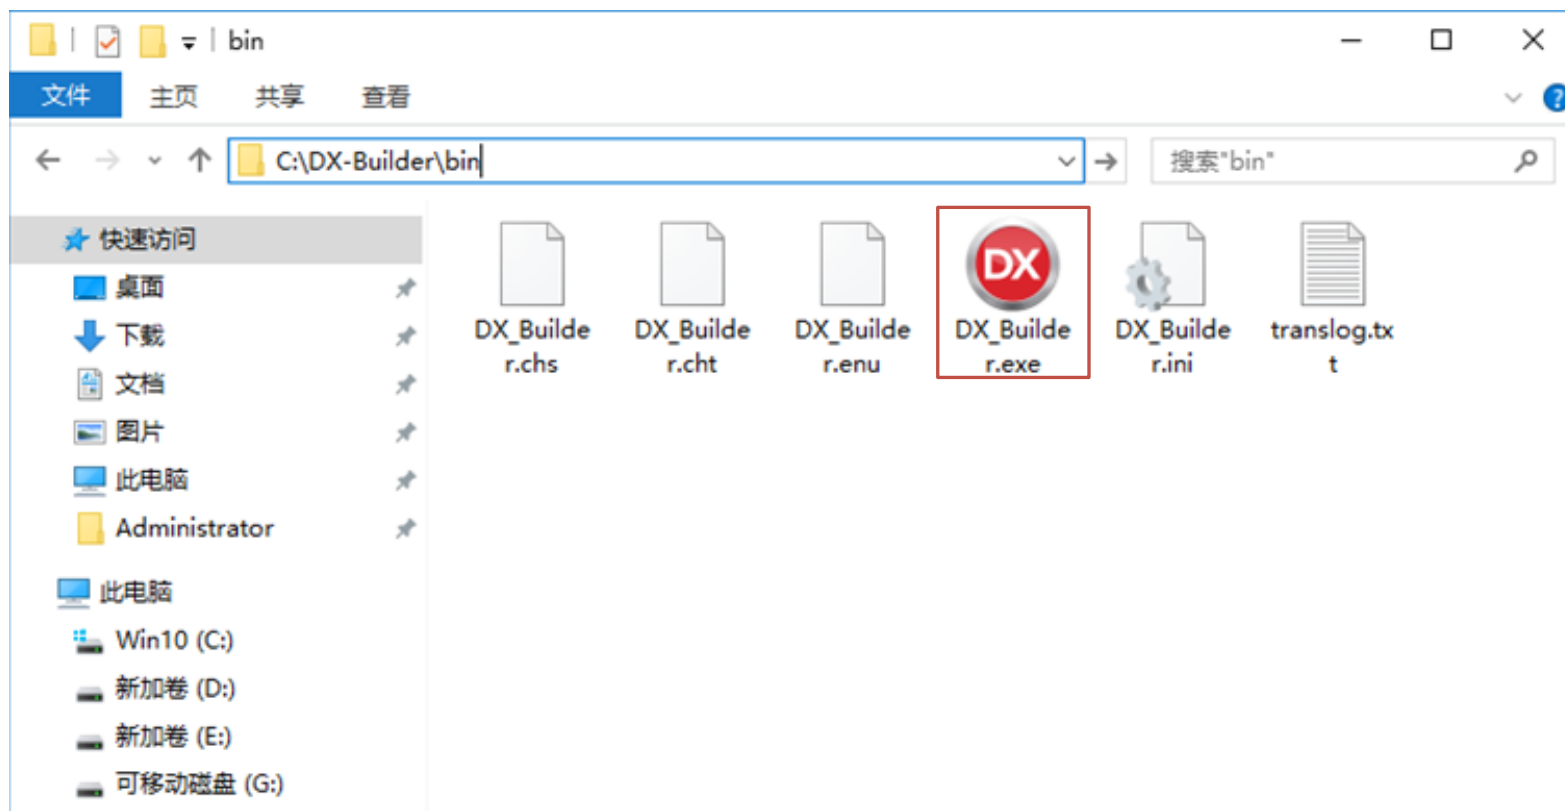 bin
文件 主页 共享 查看
C:\DX-Builder\bin
搜索"bin"
快速访问
桌面
下载
文档
图片
此电脑
Administrator
此电脑
Win10 (C:)
新加卷 (D:)
新加卷 (E:)
可移动磁盘 (G:)
DX_Builde
r.chs
DX_Builde
r.cht
DX_Builde
r.enu
DX
DX_Builde
r.exe
DX_Builde
r.ini
translog.tx
t